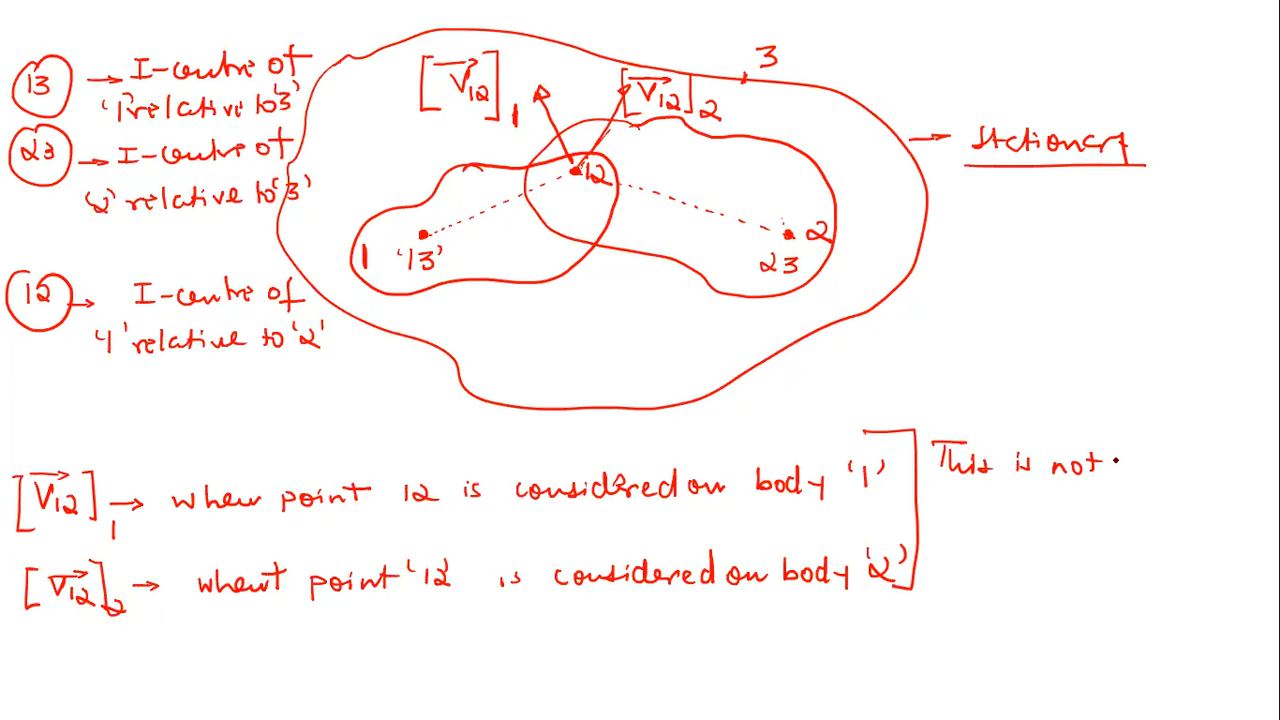 13 → I-centre of
'1' relative to '3'
23 → I-centre of
'2' relative to '3'
12 → I-centre of
'1' relative to '2'
[V12]1
[V12]2
3
→ Stationary
12
1
'13'
2
23
[V12]1 → when point 12 is considered on body '1'
[V12]2 → when point '12' is considered on body '2'
This is not